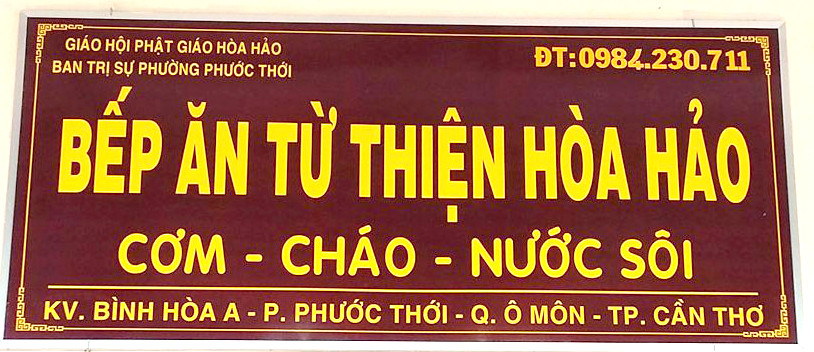 GIÁO HỘI PHẬT GIÁO HÒA HẢO
BAN TRỊ SỰ PHƯỜNG PHƯỚC THỚI
ĐT:0984.230.711
BẾP ĂN TỪ THIỆN HÒA HẢO
CƠM - CHÁO - NƯỚC SÔI
KV. BÌNH HÒA A - P. PHƯỚC THỚI - Q. Ô MÔN - TP. CẦN THƠ